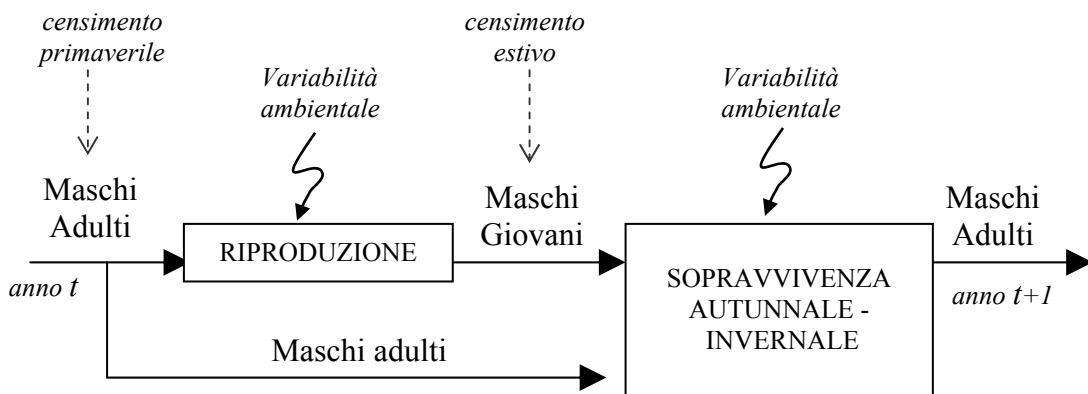 censimento
primaverile
censimento
estivo
Variabilità
ambientale
Variabilità
ambientale
Maschi
Adulti
RIPRODUZIONE
Maschi
Giovani
Maschi
Adulti
anno t
SOPRAVVIVENZA
AUTUNNALE -
INVERNALE
anno t+1
Maschi adulti